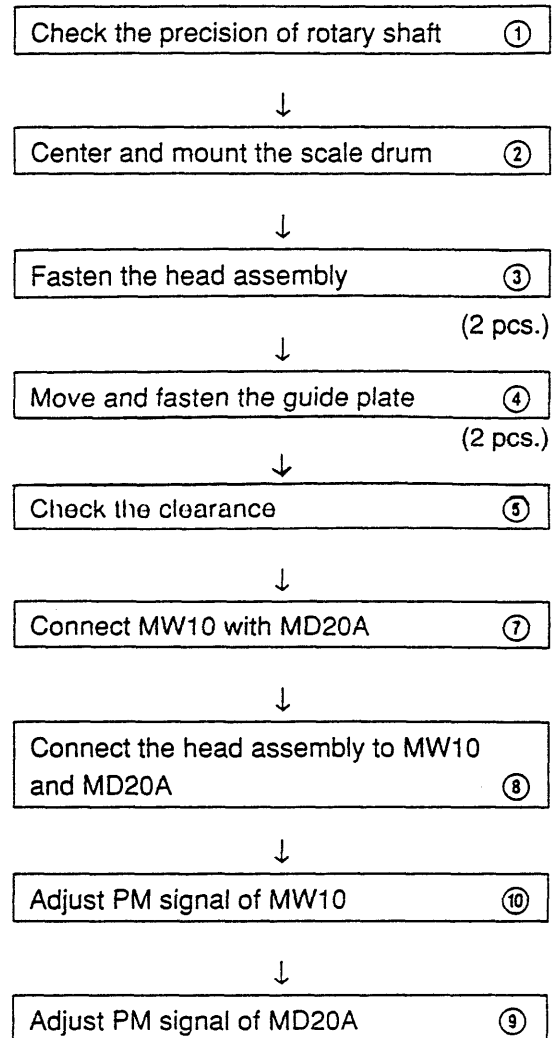 Check the precision of rotary shaft ①
↓
Center and mount the scale drum ②
↓
Fasten the head assembly ③
(2 pcs.)
↓
Move and fasten the guide plate ④
(2 pcs.)
↓
Check the clearance ⑤
↓
Connect MW10 with MD20A ⑦
↓
Connect the head assembly to MW10
and MD20A ⑧
↓
Adjust PM signal of MW10 ⑩
↓
Adjust PM signal of MD20A ⑨